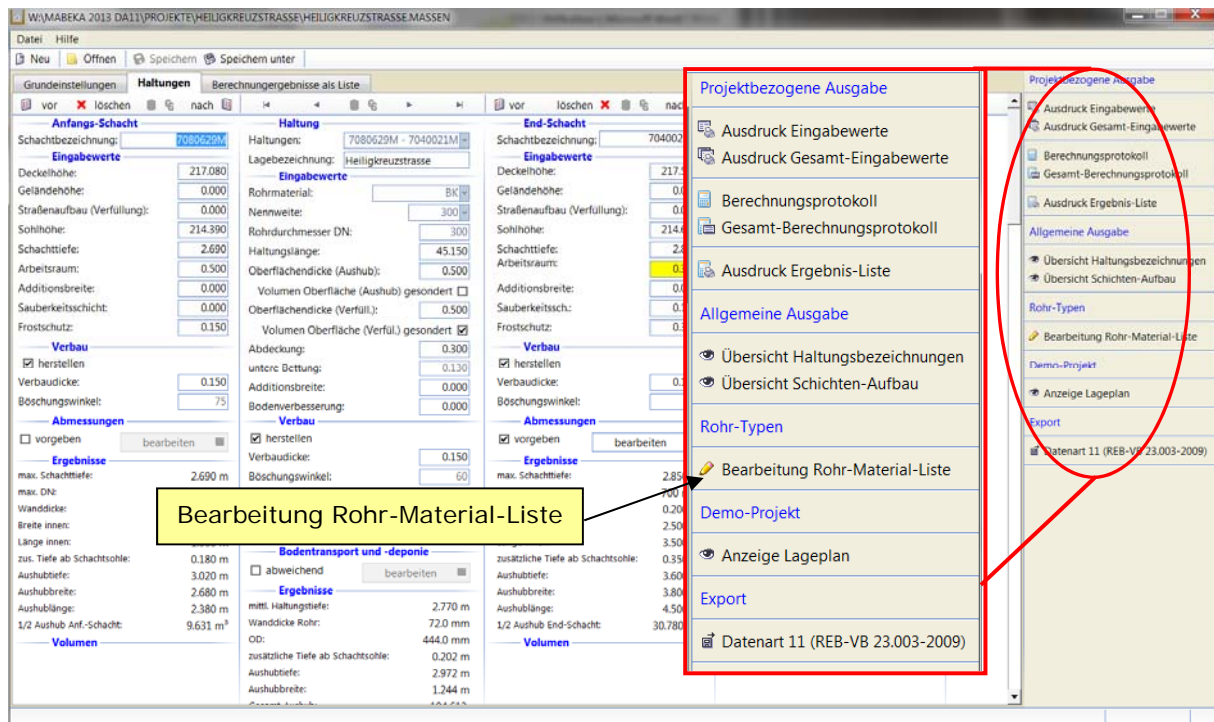 W:\MABEKA 2013 DA11\PROJEKTE\HEILIGKREUZSTRASSE\HEILIGKREUZSTRASSE.MASSEN
Datei Hilfe
Neu Öffnen Speichern Speichern unter
Grundeinstellungen Haltungen Berechnungergebnisse als Liste
vor löschen nach
Anfangs-Schacht
Schachtbezeichnung: 7080629M
Eingabewerte
Deckelhöhe: 217.080
Geländehöhe: 0.000
Straßenaufbau (Verfüllung): 0.000
Sohlhöhe: 214.390
Schachttiefe: 2.690
Arbeitsraum: 0.500
Additionsbreite: 0.000
Sauberkeitsschicht: 0.000
Frostschutz: 0.150
Verbau
herstellen
Verbaudicke: 0.150
Böschungswinkel: 75
Abmessungen
vorgeben bearbeiten
Ergebnisse
max. Schachttiefe: 2.690 m
max. DN:
Wanddicke:
Breite innen:
Länge innen:
zus. Tiefe ab Schachtsohle: 0.180 m
Aushubtiefe: 3.020 m
Aushubbreite: 2.680 m
Aushublänge: 2.380 m
1/2 Aushub Anf.-Schacht: 9.631 m³
Volumen
Haltung
Haltungen: 7080629M - 7040021M
Lagebezeichnung: Heiligkreuzstrasse
Eingabewerte
Rohrmaterial: BK
Nennweite: 300
Rohrdurchmesser DN: 300
Haltungslänge: 45.150
Oberflächendicke (Aushub): 0.500
Volumen Oberfläche (Aushub) gesondert
Oberflächendicke (Verfüll.): 0.500
Volumen Oberfläche (Verfül.) gesondert
Abdeckung: 0.300
untere Bettung: 0.130
Additionsbreite: 0.000
Bodenverbesserung: 0.000
Verbau
herstellen
Verbaudicke: 0.150
Böschungswinkel: 60
Bodentransport und -deponie
abweichend bearbeiten
Ergebnisse
mittl. Haltungstiefe: 2.770 m
Wanddicke Rohr: 72.0 mm
OD: 444.0 mm
zusätzliche Tiefe ab Schachtsohle: 0.202 m
Aushubtiefe: 2.972 m
Aushubbreite: 1.244 m
vor löschen
End-Schacht
Schachtbezeichnung:
Eingabewerte
Deckelhöhe:
Geländehöhe:
Straßenaufbau (Verfüllung):
Sohlhöhe:
Schachttiefe:
Arbeitsraum:
Additionsbreite:
Sauberkeitssch.:
Frostschutz:
Verbau
herstellen
Verbaudicke:
Böschungswinkel:
Abmessungen
vorgeben bearbeiten
Ergebnisse
max. Schachttiefe:
zusätzliche Tiefe ab Schachtsohle:
Aushubtiefe:
Aushubbreite:
Aushublänge:
1/2 Aushub End-Schacht: 30.780
Volumen
Bearbeitung Rohr-Material-Liste
Projektbezogene Ausgabe
Ausdruck Eingabewerte
Ausdruck Gesamt-Eingabewerte
Berechnungsprotokoll
Gesamt-Berechnungsprotokoll
Ausdruck Ergebnis-Liste
Allgemeine Ausgabe
Übersicht Haltungsbezeichnungen
Übersicht Schichten-Aufbau
Rohr-Typen
Bearbeitung Rohr-Material-Liste
Demo-Projekt
Anzeige Lageplan
Export
Datenart 11 (REB-VB 23.003-2009)
Projektbezogene Ausgabe
Ausdruck Eingabewerte
Ausdruck Gesamt-Eingabewerte
Berechnungsprotokoll
Gesamt-Berechnungsprotokoll
Ausdruck Ergebnis-Liste
Allgemeine Ausgabe
Übersicht Haltungsbezeichnungen
Übersicht Schichten-Aufbau
Rohr-Typen
Bearbeitung Rohr-Material-Liste
Demo-Projekt
Anzeige Lageplan
Export
Datenart 11 (REB-VB 23.003-2009)